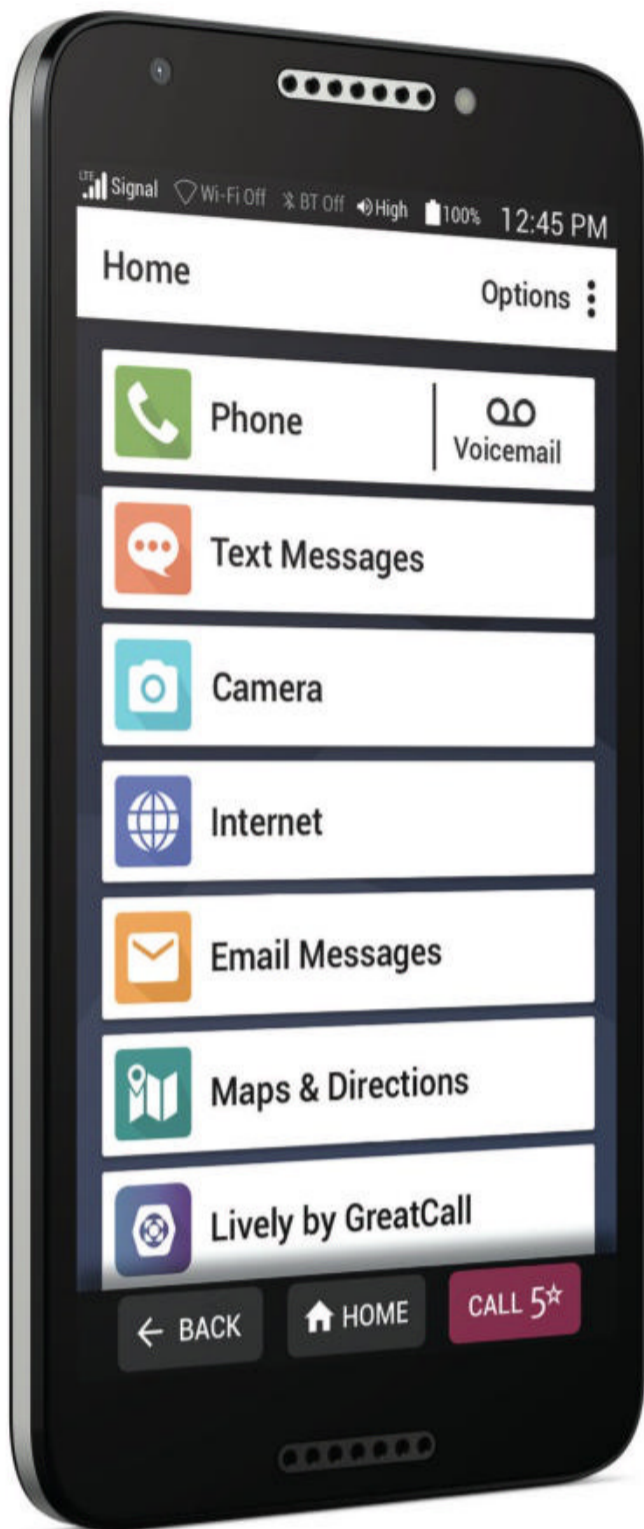 LTE Signal Wi-Fi Off BT Off High 100% 12:45 PM
Home Options
Phone Voicemail
Text Messages
Camera
Internet
Email Messages
Maps & Directions
Lively by GreatCall
BACK HOME CALL 5☆